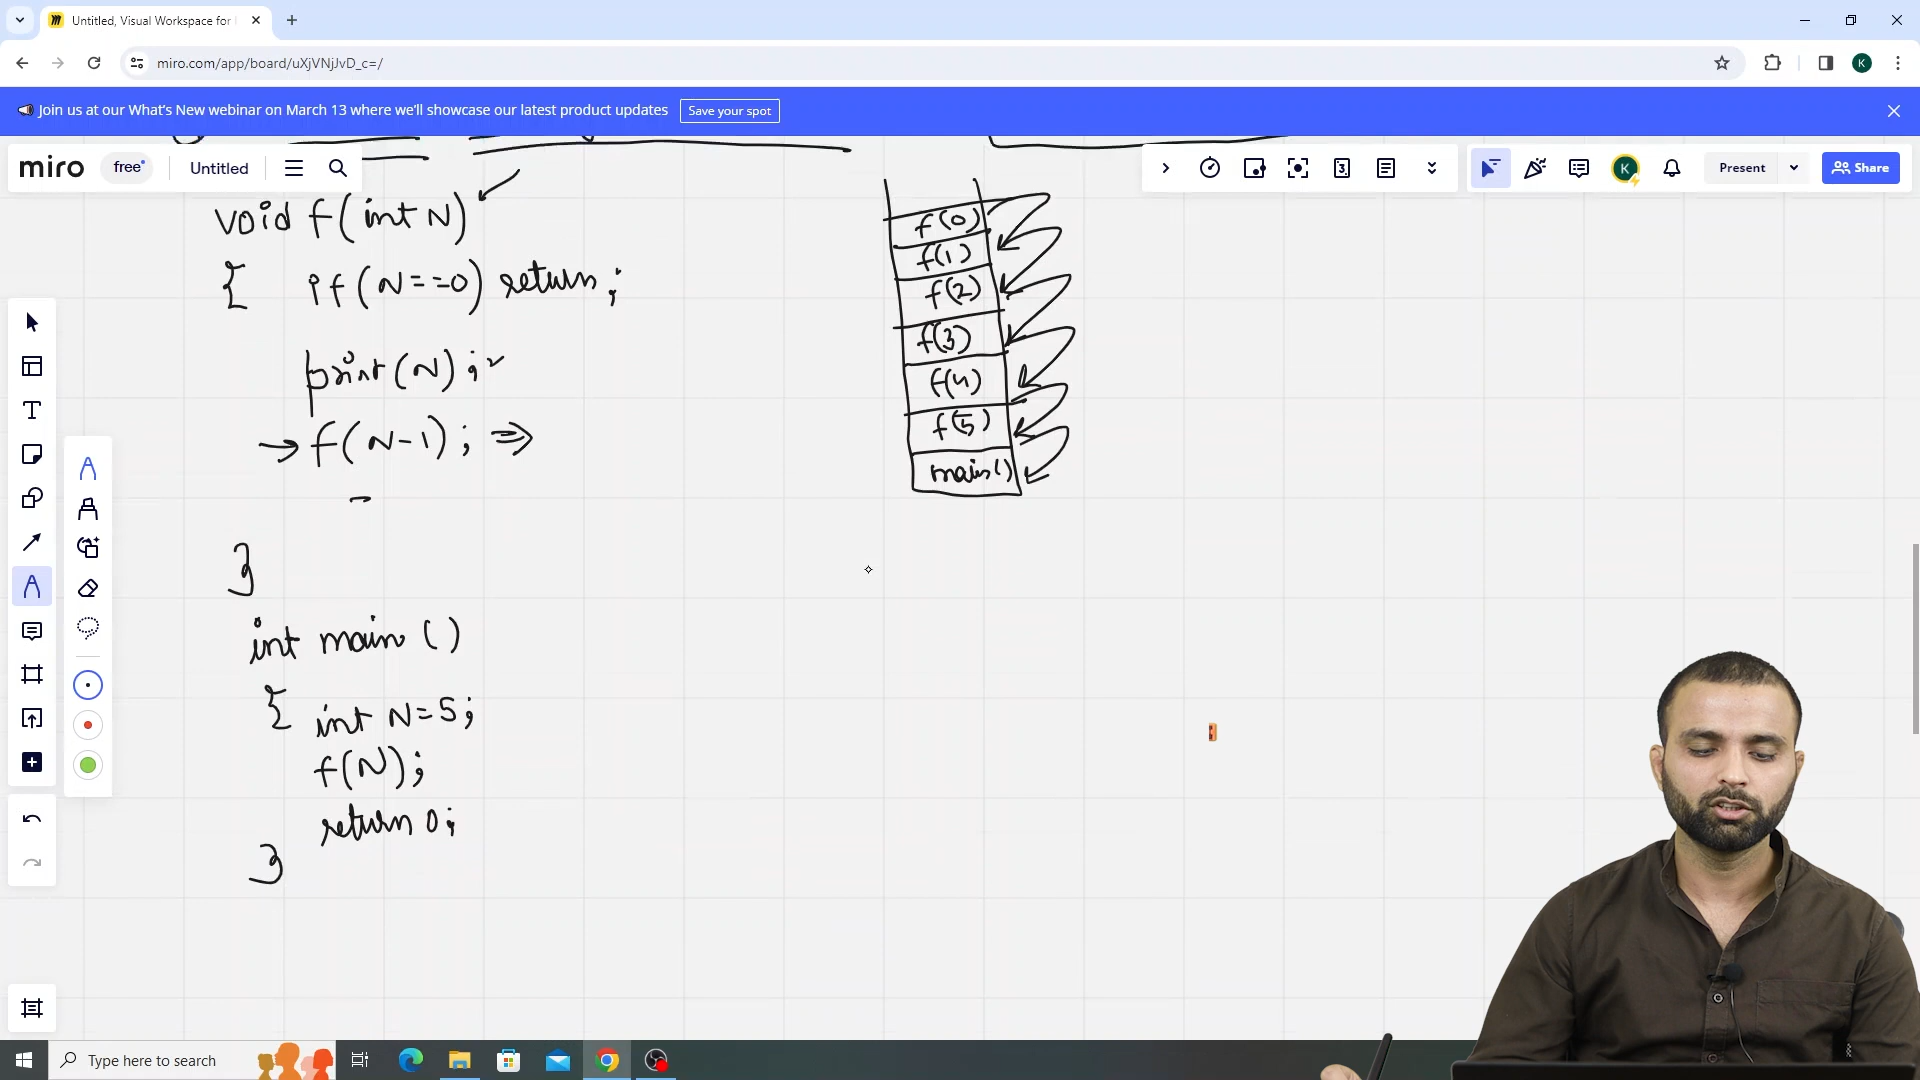 Untitled, Visual Workspace for
miro.com/app/board/uXjVNjJvD_c=/
K
Join us at our What's New webinar on March 13 where we'll showcase our latest product updates
Save your spot
miro
free
Untitled
K
Present
Share
void f(int N)
{ if (N==0) return;
print(N);
→ f(N-1); ⇒
}
int main ()
{ int N=5;
f(N);
return 0;
}
f(0)
f(1)
f(2)
f(3)
f(4)
f(5)
main()
Type here to search